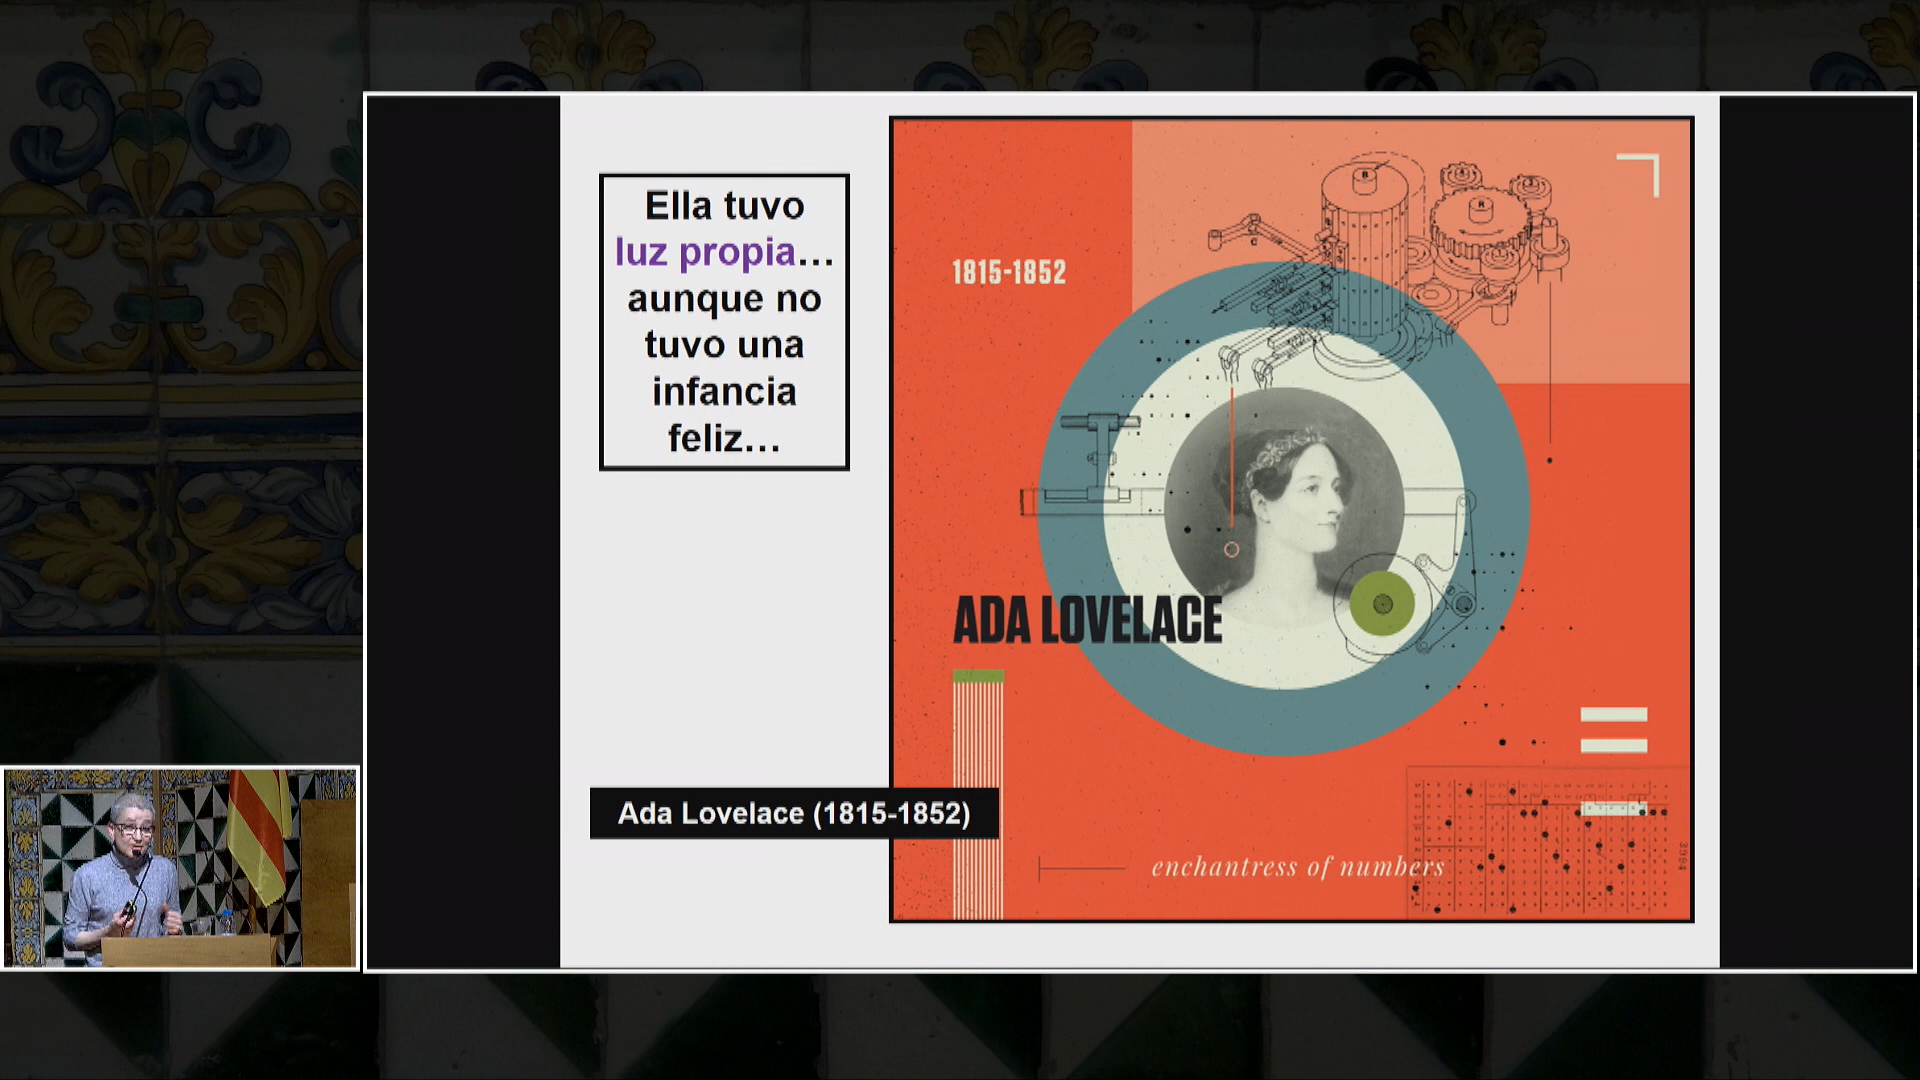 Ella tuvo
luz propia...
aunque no
tuvo una
infancia
feliz...
1815-1852
ADA LOVELACE
Ada Lovelace (1815-1852)
enchantress of numbers